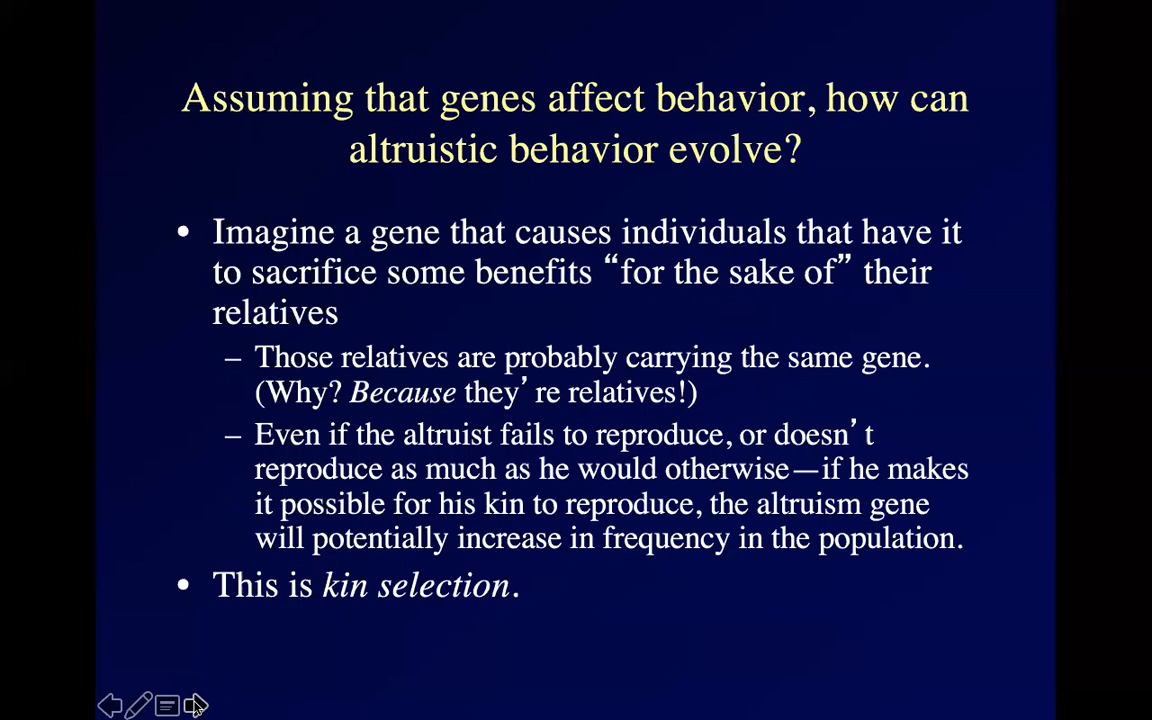 Assuming that genes affect behavior, how can
altruistic behavior evolve?
• Imagine a gene that causes individuals that have it
to sacrifice some benefits “for the sake of” their
relatives
– Those relatives are probably carrying the same gene.
(Why? Because they’ re relatives!)
– Even if the altruist fails to reproduce, or doesn’ t
reproduce as much as he would otherwise—if he makes
it possible for his kin to reproduce, the altruism gene
will potentially increase in frequency in the population.
• This is kin selection.